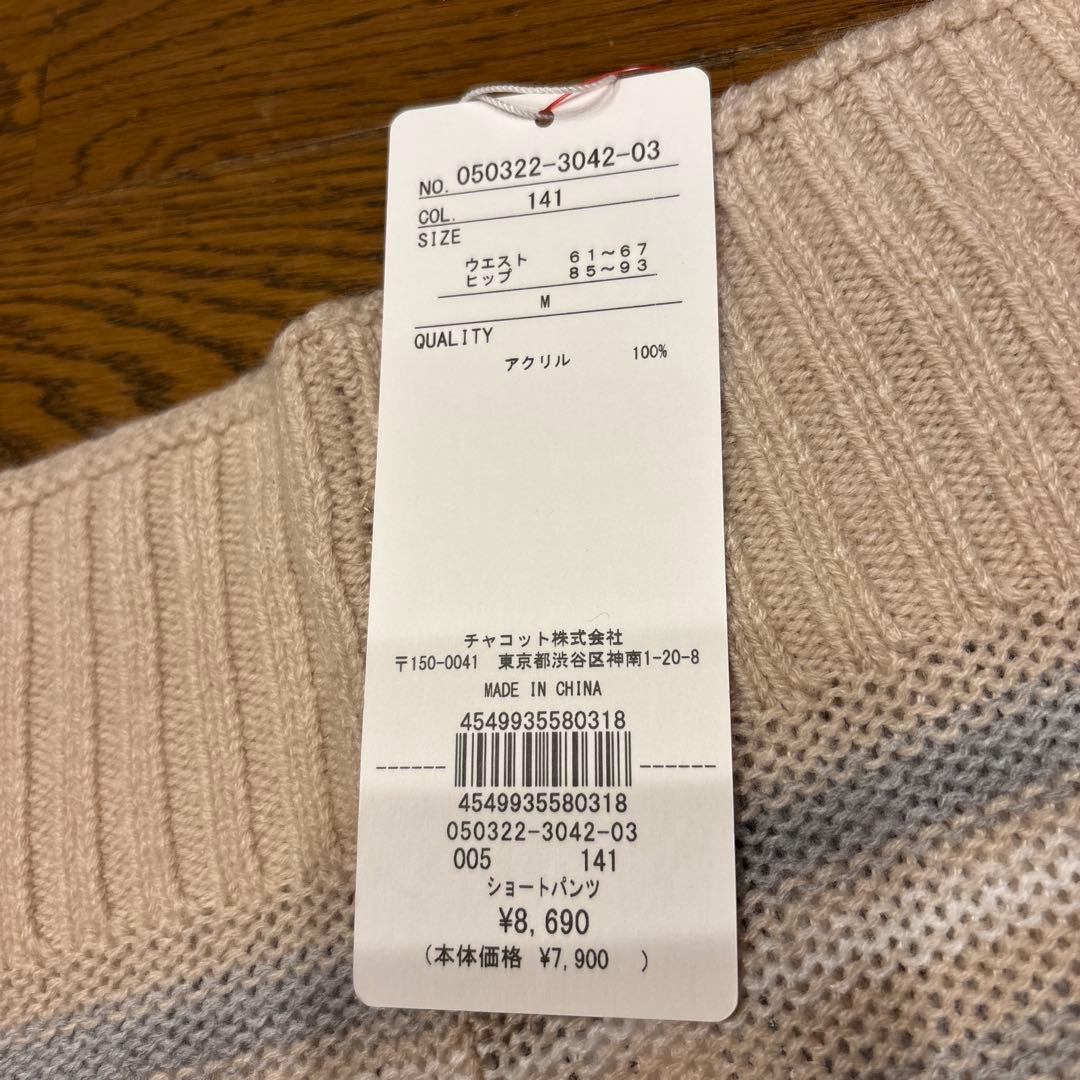 NO. 050322-3042-03
COL. 141
SIZE
ウエスト 61〜67
ヒップ 85〜93
M
QUALITY
アクリル 100%
チャコット株式会社
〒150-0041 東京都渋谷区神南1-20-8
MADE IN CHINA
4549935580318
4549935580318
050322-3042-03
005 141
ショートパンツ
¥8,690
(本体価格 ¥7,900 )